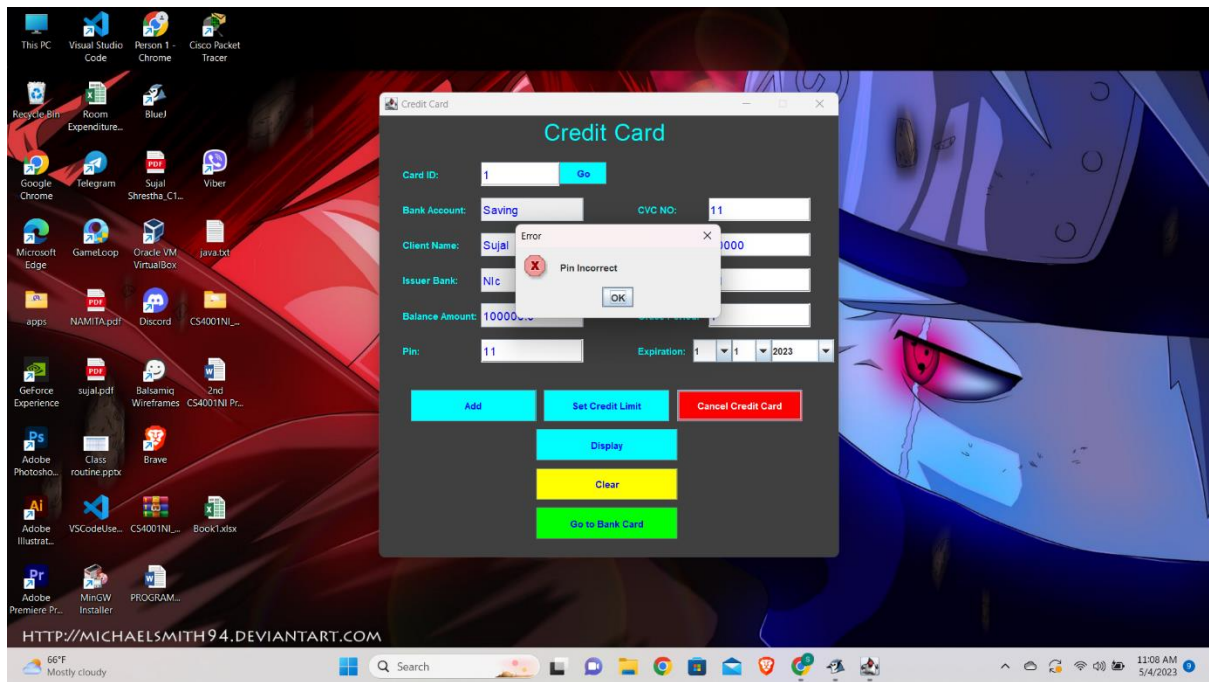 This PC
Visual Studio Code
Person 1 - Chrome
Cisco Packet Tracer
Recycle Bin
Room Expenditure...
BlueJ
Google Chrome
Telegram
Sujal Shrestha_C1...
Viber
Microsoft Edge
GameLoop
Oracle VM VirtualBox
java.txt
apps
NAMITA.pdf
Discord
CS4001NI_...
GeForce Experience
sujal.pdf
Balsamiq Wireframes
2nd CS4001NI Pr...
Adobe Photosho...
Class routine.pptx
Brave
Adobe Illustrat...
VSCodeUse...
CS4001NI_...
Book1.xlsx
Adobe Premiere Pr...
MinGW Installer
PROGRAM...
HTTP://MICHAELSMITH94.DEVIANTART.COM
Credit Card
Credit Card
Card ID: 1 Go
Bank Account: Saving CVC NO: 11
Client Name: Sujal
Issuer Bank: NIc
Balance Amount:
Pin: 11 Expiration: 1 1 2023
Error
Pin Incorrect
OK
Add Set Credit Limit Cancel Credit Card
Display
Clear
Go to Bank Card
66°F
Mostly cloudy
Search
11:08 AM
5/4/2023